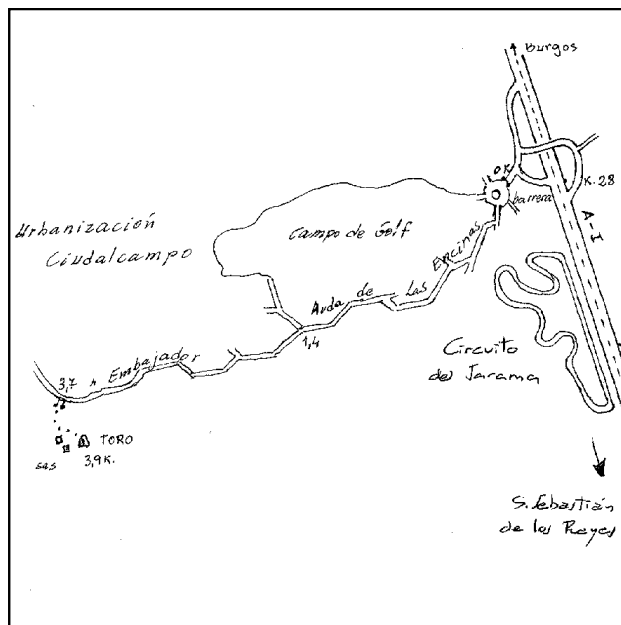 Burgos
OK
K. 28
barrera
A-I
Urbanización
Ciudalcampo
Campo de Golf
Avda de Las Encinas
1,4
Circuito
del Jarama
3,7
Embajador
TORO
3,9K.
sas
S. Sebastián
de los Reyes